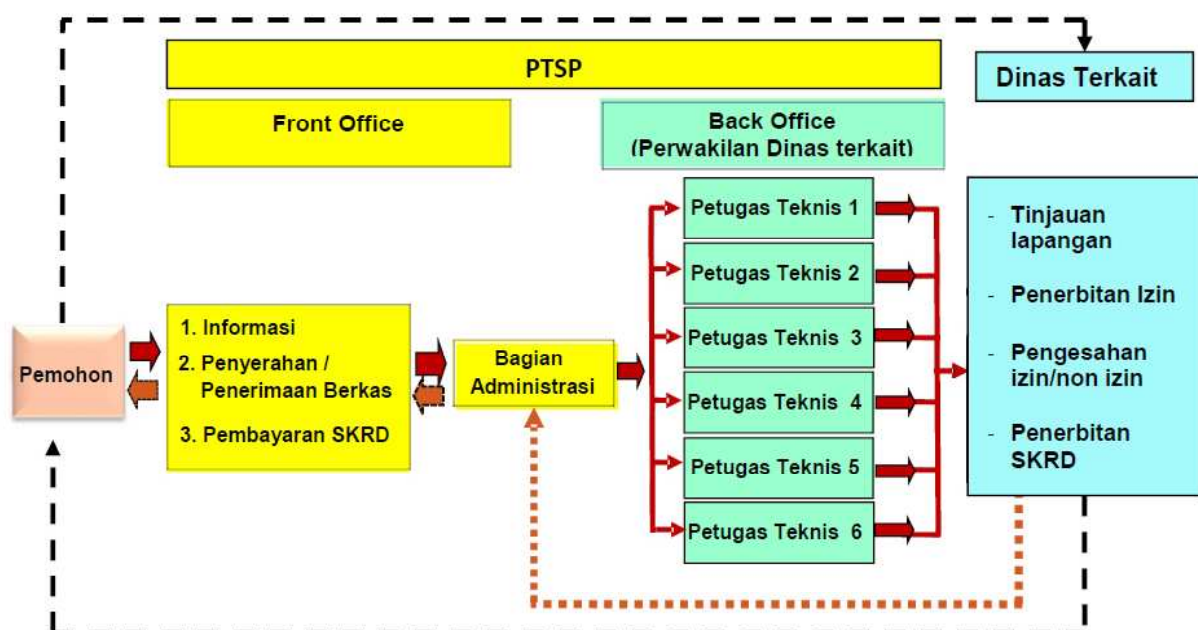 PTSP
Dinas Terkait
Front Office
Back Office
(Perwakilan Dinas terkait)
Pemohon
1. Informasi
2. Penyerahan /
Penerimaan Berkas
3. Pembayaran SKRD
Bagian
Administrasi
Petugas Teknis 1
Petugas Teknis 2
Petugas Teknis 3
Petugas Teknis 4
Petugas Teknis 5
Petugas Teknis 6
- Tinjauan
lapangan
- Penerbitan Izin
- Pengesahan
izin/non izin
- Penerbitan
SKRD